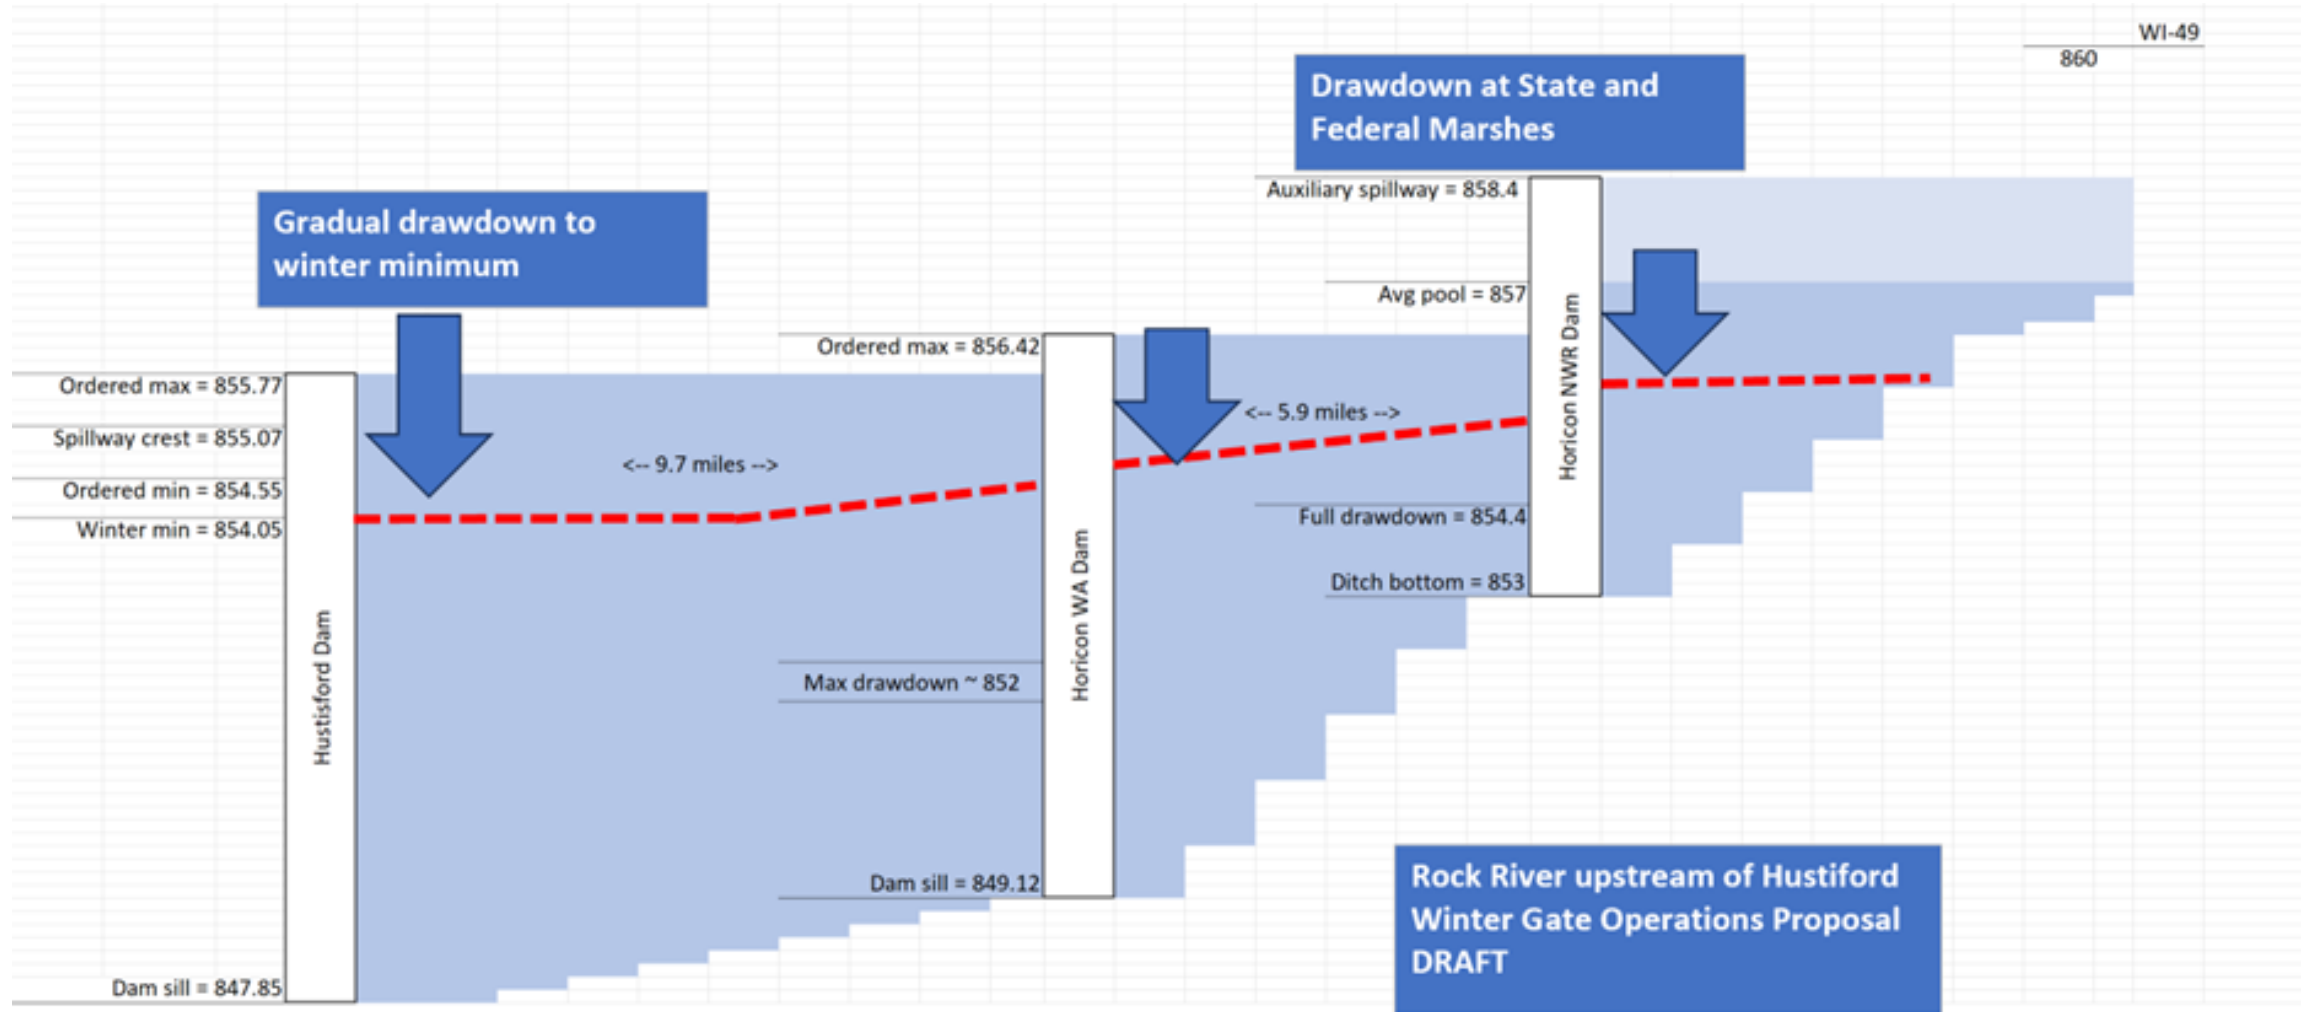 WI-49
860
Drawdown at State and
Federal Marshes
Auxiliary spillway = 858.4
Gradual drawdown to
winter minimum
Avg pool = 857
Ordered max = 856.42
Ordered max = 855.77
<-- 5.9 miles -->
Spillway crest = 855.07
<-- 9.7 miles -->
Ordered min = 854.55
Winter min = 854.05
Full drawdown = 854.4
Ditch bottom = 853
Horicon NWR Dam
Horicon WA Dam
Hustisford Dam
Max drawdown ~ 852
Dam sill = 849.12
Dam sill = 847.85
Rock River upstream of Hustiford
Winter Gate Operations Proposal
DRAFT